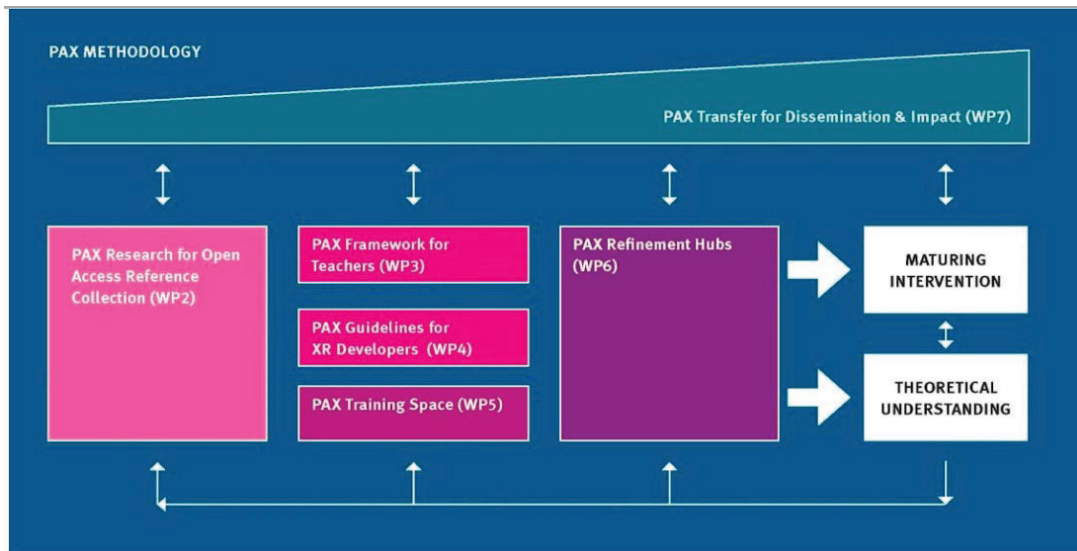 PAX METHODOLOGY
PAX Transfer for Dissemination & Impact (WP7)
PAX Research for Open
Access Reference
Collection (WP2)
PAX Framework for
Teachers (WP3)
PAX Guidelines for
XR Developers (WP4)
PAX Training Space (WP5)
PAX Refinement Hubs
(WP6)
MATURING
INTERVENTION
THEORETICAL
UNDERSTANDING